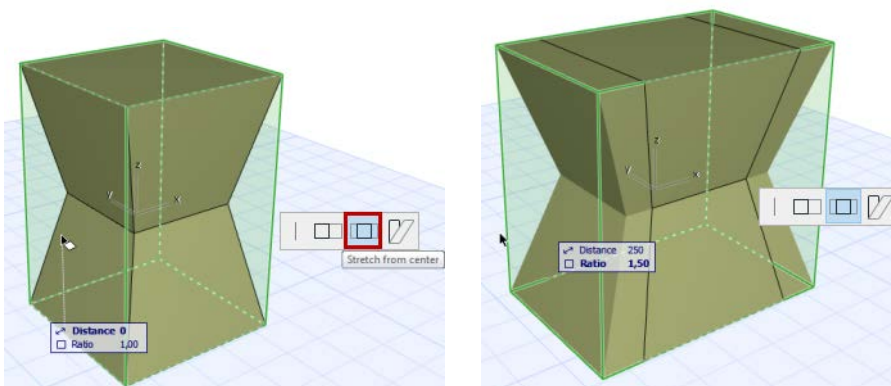 z
y
x
Stretch from center
Distance 0
Ratio 1,00
z
y
x
Distance 250
Ratio 1,50